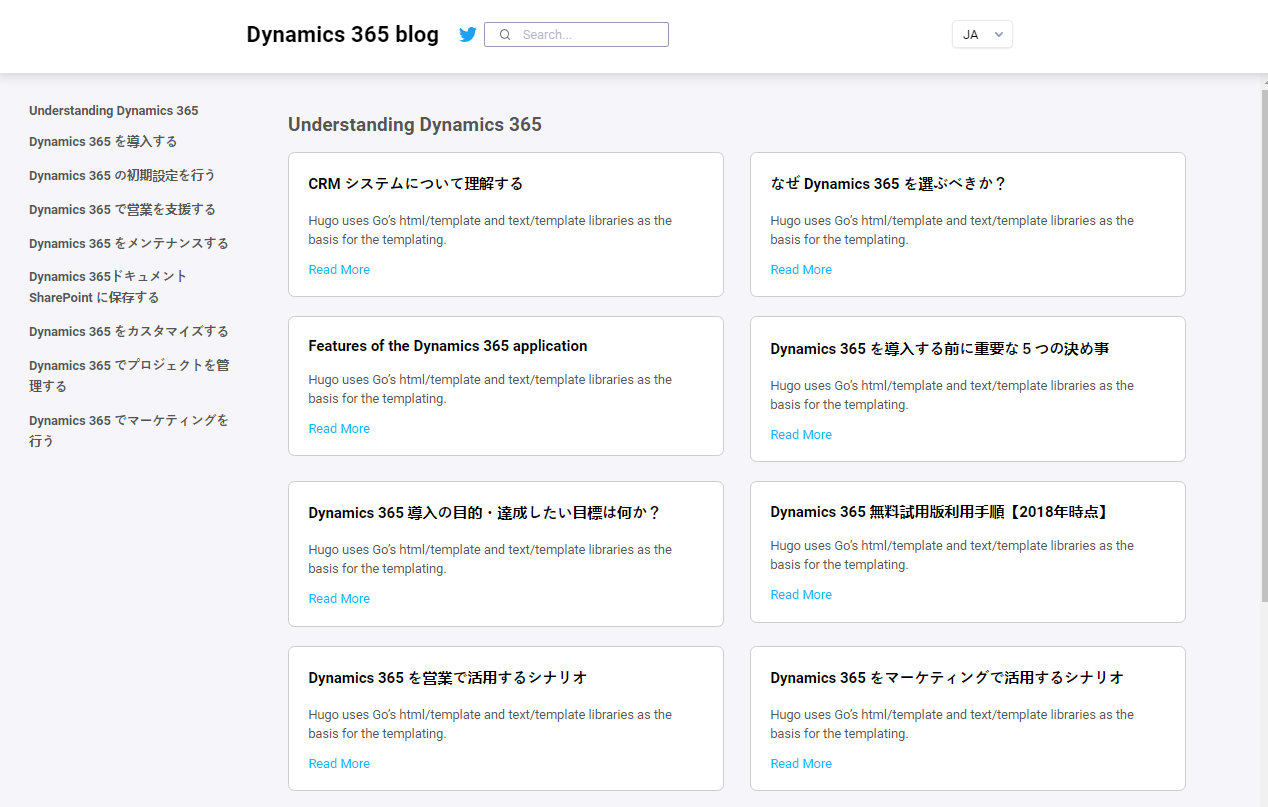 Dynamics 365 blog
Search...
JA
Understanding Dynamics 365
Dynamics 365 を導入する
Dynamics 365 の初期設定を行う
Dynamics 365 で営業を支援する
Dynamics 365 をメンテナンスする
Dynamics 365ドキュメント
SharePoint に保存する
Dynamics 365 をカスタマイズする
Dynamics 365 でプロジェクトを管
理する
Dynamics 365 でマーケティングを
行う
Understanding Dynamics 365
CRM システムについて理解する
Hugo uses Go’s html/template and text/template libraries as the
basis for the templating.
Read More
なぜ Dynamics 365 を選ぶべきか？
Hugo uses Go’s html/template and text/template libraries as the
basis for the templating.
Read More
Features of the Dynamics 365 application
Hugo uses Go’s html/template and text/template libraries as the
basis for the templating.
Read More
Dynamics 365 を導入する前に重要な５つの決め事
Hugo uses Go’s html/template and text/template libraries as the
basis for the templating.
Read More
Dynamics 365 導入の目的・達成したい目標は何か？
Hugo uses Go’s html/template and text/template libraries as the
basis for the templating.
Read More
Dynamics 365 無料試用版利用手順【2018年時点】
Hugo uses Go’s html/template and text/template libraries as the
basis for the templating.
Read More
Dynamics 365 を営業で活用するシナリオ
Hugo uses Go’s html/template and text/template libraries as the
basis for the templating.
Read More
Dynamics 365 をマーケティングで活用するシナリオ
Hugo uses Go’s html/template and text/template libraries as the
basis for the templating.
Read More